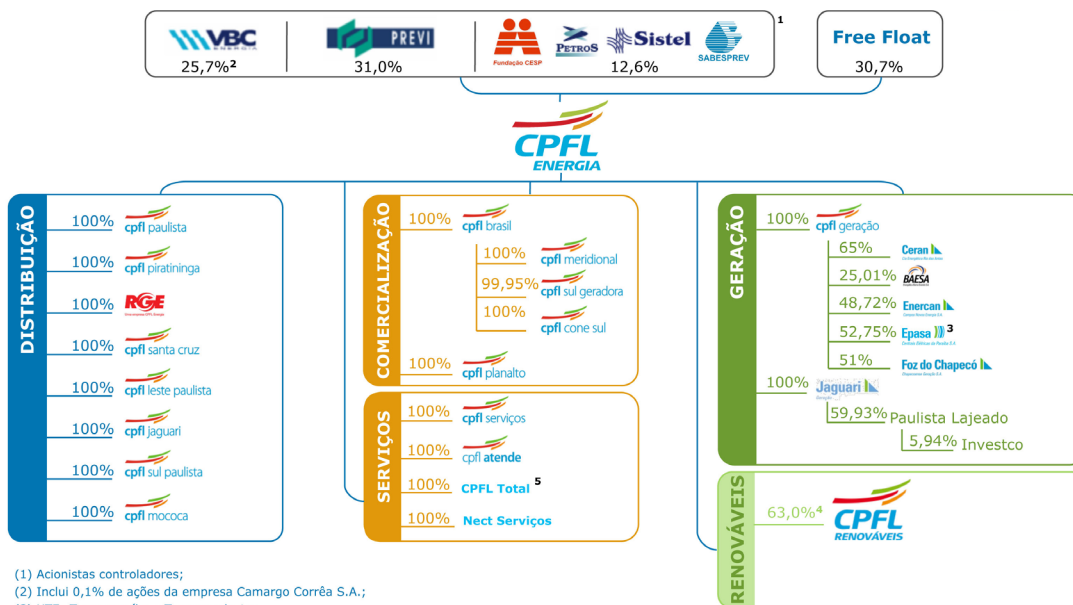 VBC ENERGIA
25,7%²
PREVI
31,0%
Fundação CESP
PETROS
Sistel
SABESPREV
12,6%
1
Free Float
30,7%
CPFL
ENERGIA
DISTRIBUIÇÃO
100% cpfl paulista
100% cpfl piratininga
100% RGE
100% cpfl santa cruz
100% cpfl leste paulista
100% cpfl jaguari
100% cpfl sul paulista
100% cpfl mococa
COMERCIALIZAÇÃO
100% cpfl brasil
100% cpfl meridional
99,95% cpfl sul geradora
100% cpfl cone sul
100% cpfl planalto
SERVIÇOS
100% cpfl serviços
100% cpfl atende
100% CPFL Total 5
100% Nect Serviços
GERAÇÃO
100% cpfl geração
65% Ceran
25,01% BAESA
48,72% Enercan
52,75% Epasa 3
51% Foz do Chapecó
100% Jaguari
59,93% Paulista Lajeado
5,94% Investco
RENOVÁVEIS
63,0%⁴
CPFL
RENOVÁVEIS
(1) Acionistas controladores;
(2) Inclui 0,1% de ações da empresa Camargo Corrêa S.A.;